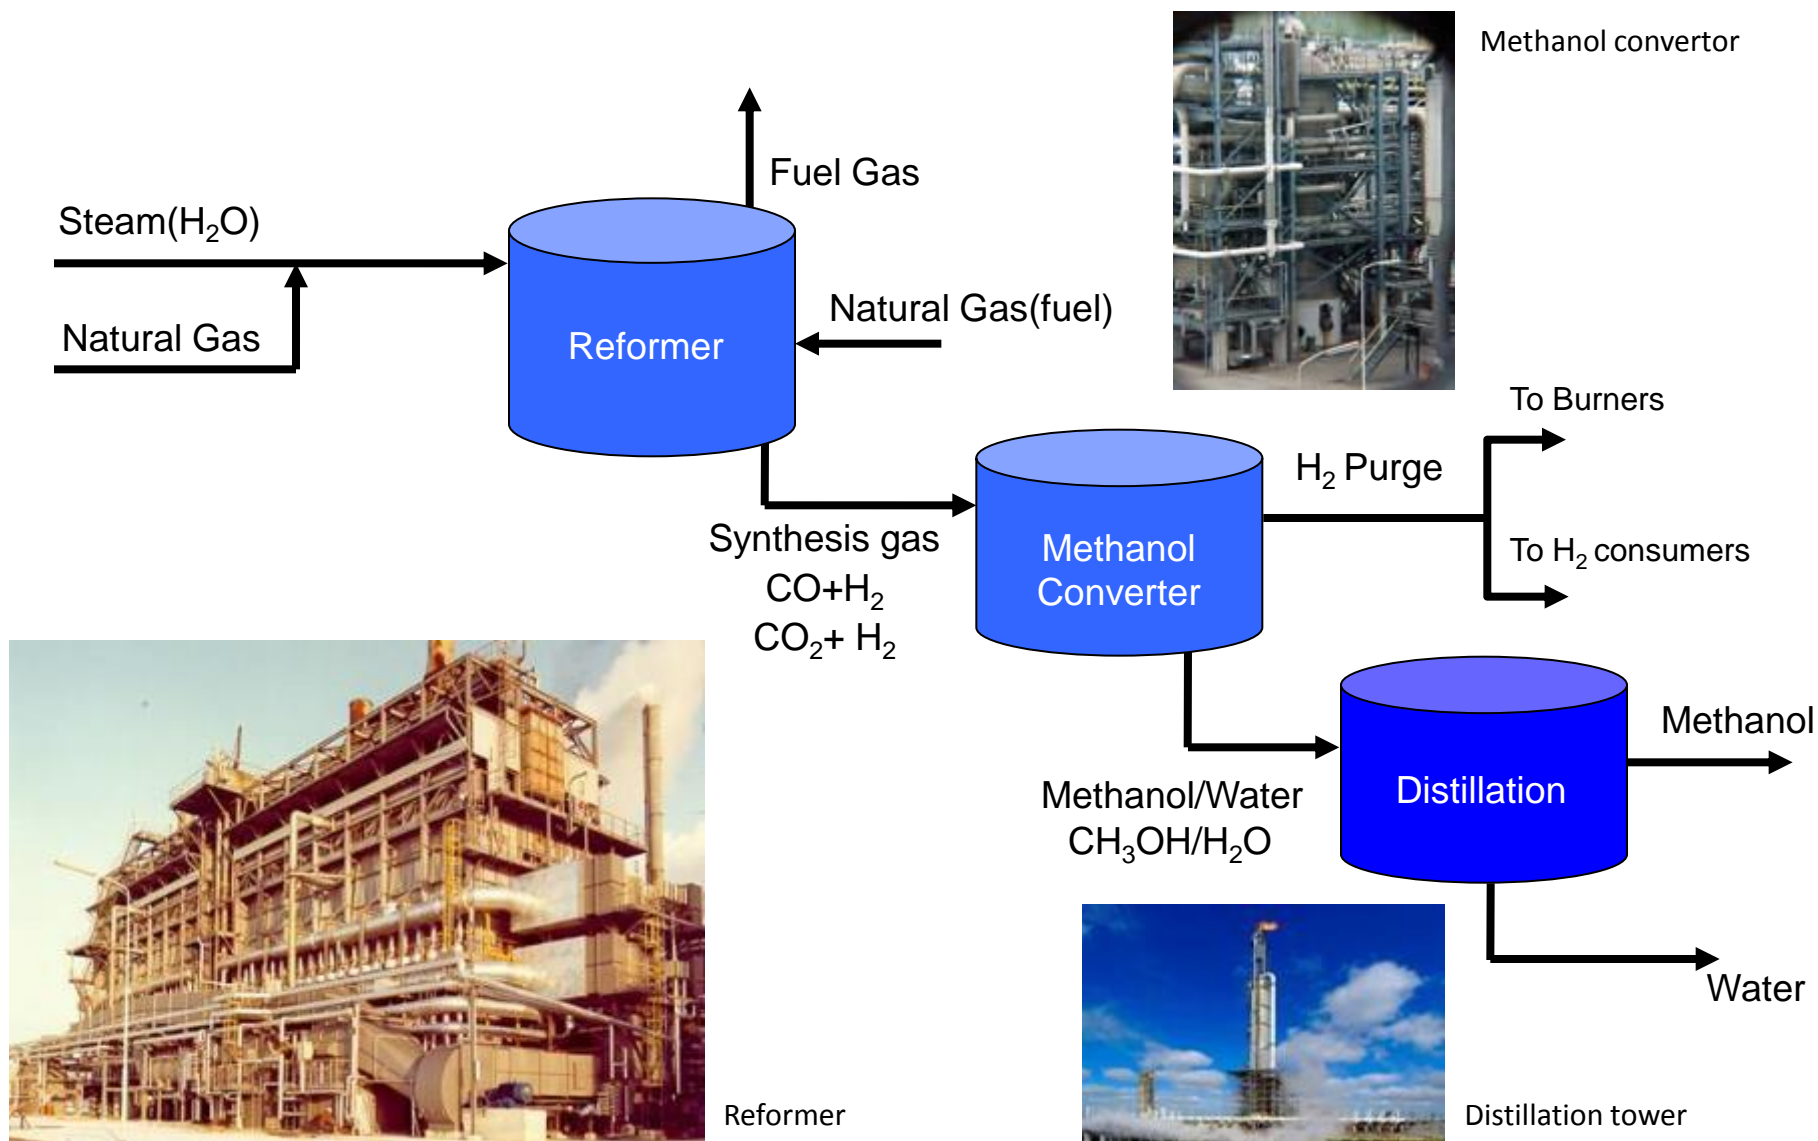 Methanol convertor
Fuel Gas
Steam(H₂O)
Natural Gas
Natural Gas(fuel)
Reformer
To Burners
H₂ Purge
To H₂ consumers
Synthesis gas
CO+H₂
CO₂+ H₂
Methanol
Converter
Methanol
Distillation
Methanol/Water
CH₃OH/H₂O
Water
Reformer
Distillation tower